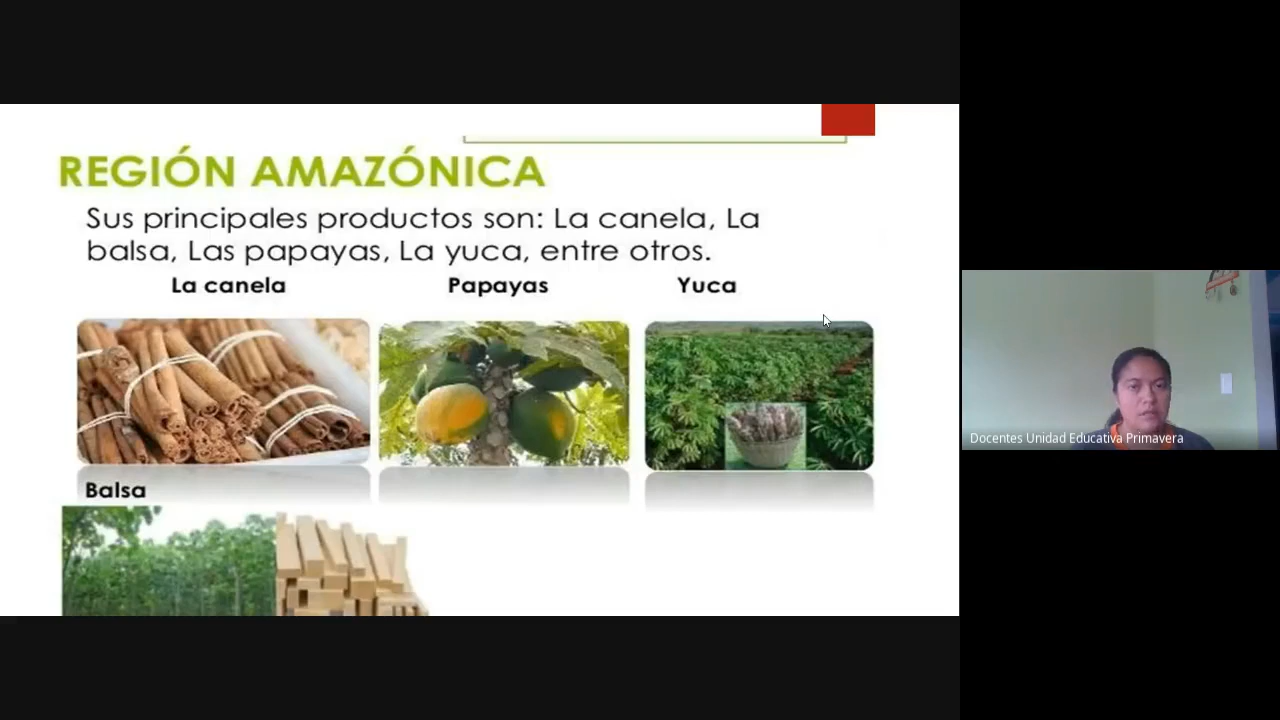 REGIÓN AMAZÓNICA
Sus principales productos son: La canela, La
balsa, Las papayas, La yuca, entre otros.
La canela
Papayas
Yuca
Balsa
Docentes Unidad Educativa Primavera